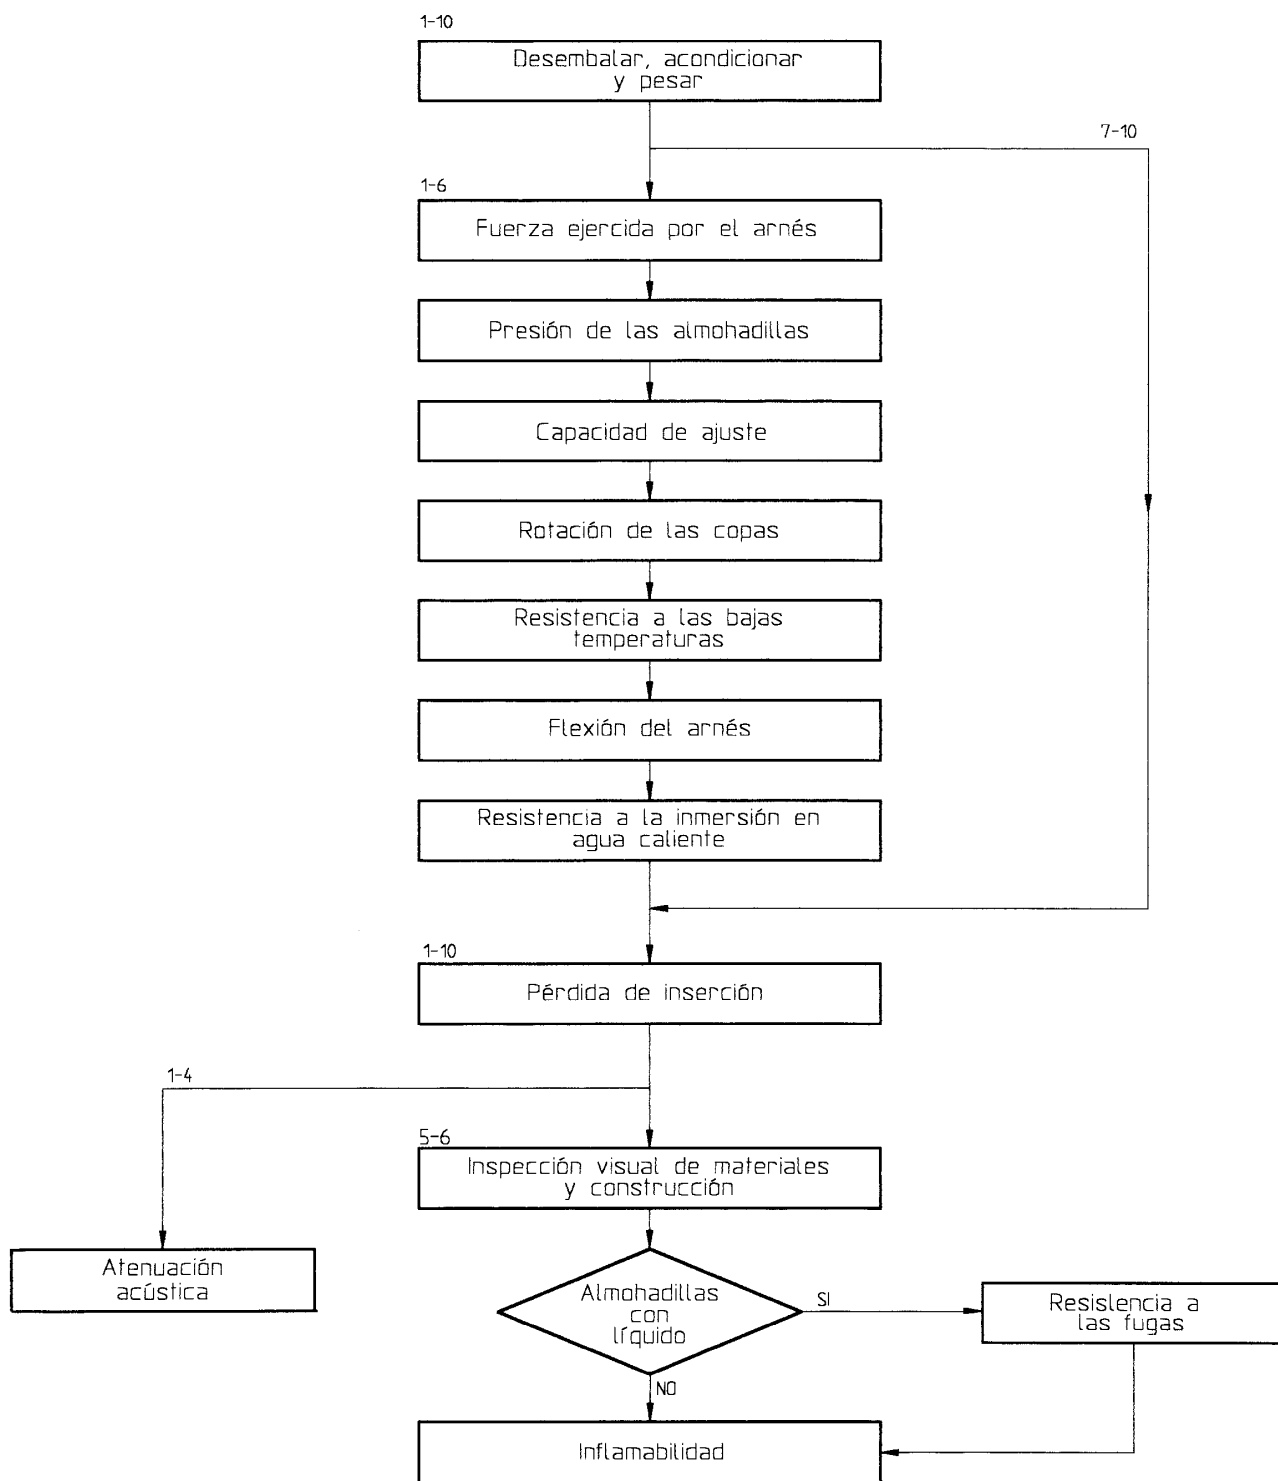 1-10
Desembalar, acondicionar
y pesar
7-10
1-6
Fuerza ejercida por el arnés
Presión de las almohadillas
Capacidad de ajuste
Rotación de las copas
Resistencia a las bajas
temperaturas
Flexión del arnés
Resistencia a la inmersión en
agua caliente
1-10
Pérdida de inserción
1-4
5-6
Inspección visual de materiales
y construcción
Atenuación
acústica
Almohadillas
con
líquido
SI
Resislencia a
las fugas
NO
Inflamabilidad